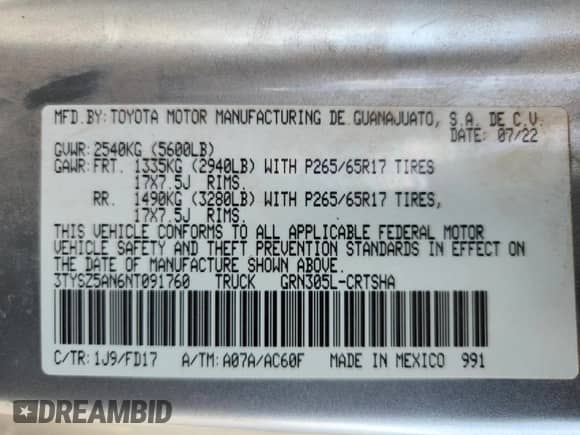 MFD.BY:TOYOTA MOTOR MANUFACTURING DE GUANAJUATO, S.A. DE C.V.
DATE: 07/22
GVWR:2540KG (5600LB)
GAWR:FRT. 1335KG (2940LB) WITH P265/65R17 TIRES
17X7.5J RIMS.
RR. 1490KG (3280LB) WITH P265/65R17 TIRES,
17X7.5J RIMS.
THIS VEHICLE CONFORMS TO ALL APPLICABLE FEDERAL MOTOR
VEHICLE SAFETY AND THEFT PREVENTION STANDARDS IN EFFECT ON
THE DATE OF MANUFACTURE SHOWN ABOVE.
3TYSZ5AN6NT091760 TRUCK GRN305L-CRTSHA
C/TR:1J9/FD17 A/TM:A07A/AC60F MADE IN MEXICO 991
DREAMBID